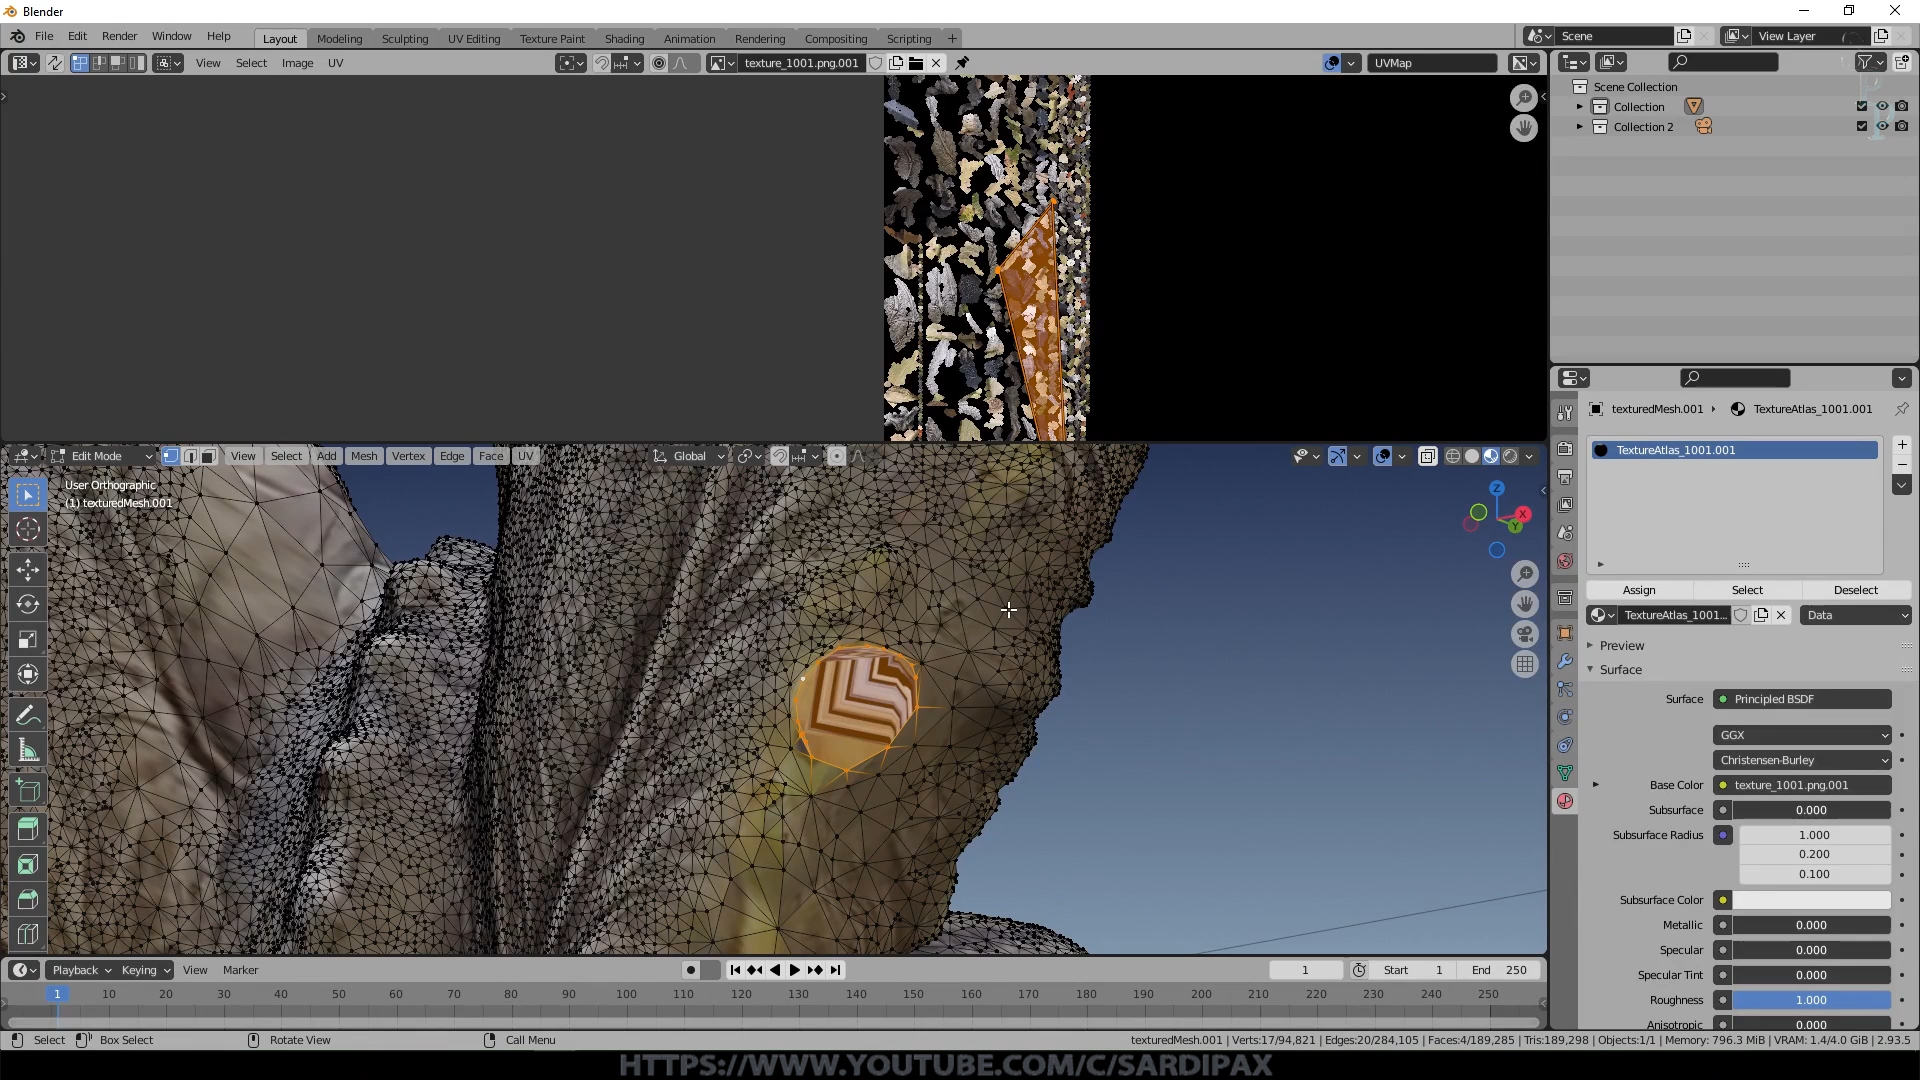 Blender
File Edit Render Window Help
Layout Modeling Sculpting UV Editing Texture Paint Shading Animation Rendering Compositing Scripting +
Scene
View Layer
View Select Image UV
texture_1001.png.001
UVMap
Scene Collection
Collection
Collection 2
Edit Mode
View Select Add Mesh Vertex Edge Face UV
Global
User Orthographic
(1) texturedMesh.001
Z
X
Y
texturedMesh.001 TextureAtlas_1001.001
TextureAtlas_1001.001
Assign Select Deselect
TextureAtlas_1001... Data
Preview
Surface
Surface Principled BSDF
GGX
Christensen-Burley
Base Color texture_1001.png.001
Subsurface 0.000
Subsurface Radius 1.000
0.200
0.100
Subsurface Color
Metallic 0.000
Specular 0.000
Specular Tint 0.000
Roughness 1.000
Anisotropic 0.000
Playback Keying View Marker
1 Start 1 End 250
1 10 20 30 40 50 60 70 80 90 100 110 120 130 140 150 160 170 180 190 200 210 220 230 240 250
Select Box Select Rotate View Call Menu
texturedMesh.001 | Verts:17/94,821 | Edges:20/284,105 | Faces:4/189,285 | Tris:189,298 | Objects:1/1 | Memory: 796.3 MiB | VRAM: 1.4/4.0 GiB | 2.93.5
HTTPS://WWW.YOUTUBE.COM/C/SARDIPAX